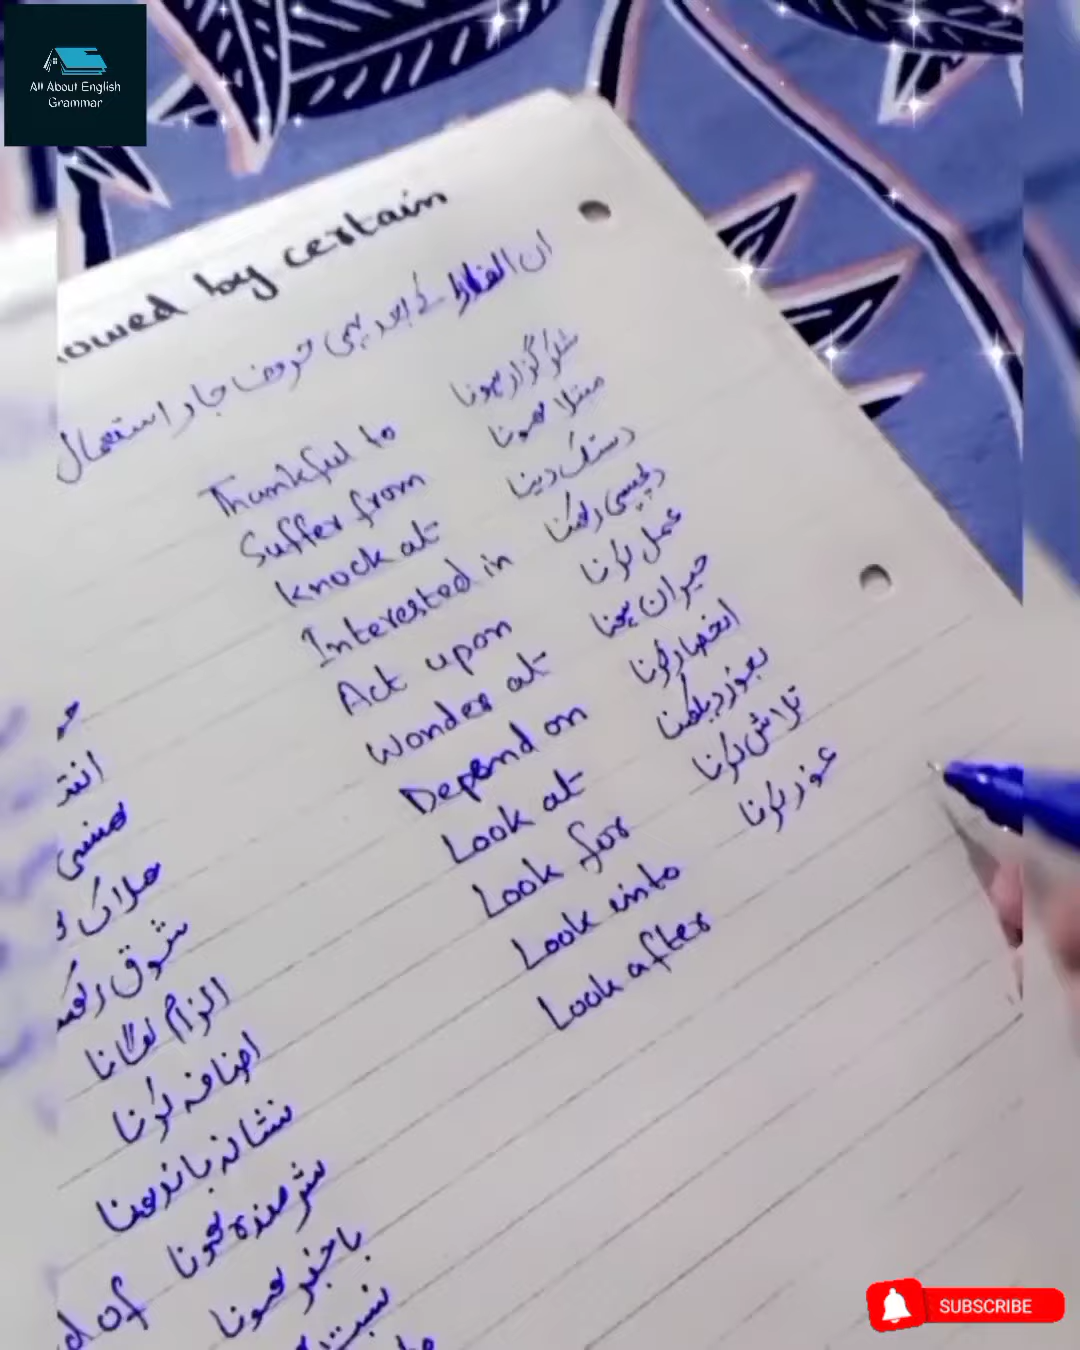 All About English
Grammar
owed by certain
ان الفاظ کے بعد یہی حروف جار استعمال
Thankful to شکر گزار ہونا
Suffer from مبتلا ہونا
Knock at دستک دینا
Interested in دلچسپی رکھنا
Act upon عمل کرنا
Wonder at حیران ہونا
Depend on انحصار کرنا
Look at بغور دیکھنا
Look for تلاش کرنا
Look into غور کرنا
Look after
شوق رکھ
الزام لگانا
اضافہ کرنا
نشانہ باندھنا
شرمندہ ہونا
d of باخبر ہونا
SUBSCRIBE